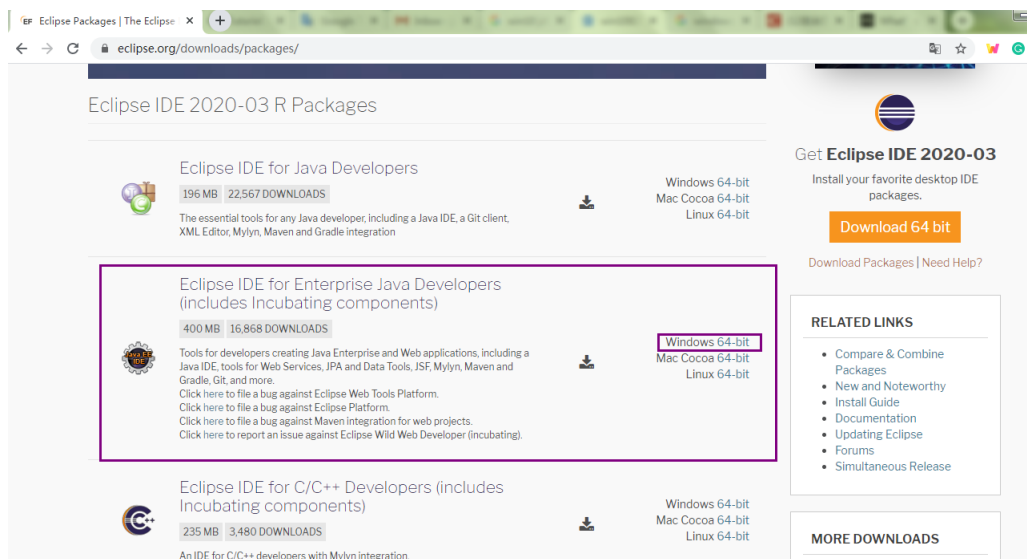 Eclipse Packages | The Eclipse
eclipse.org/downloads/packages/
Eclipse IDE 2020-03 R Packages
Eclipse IDE for Java Developers
196 MB 22,567 DOWNLOADS
The essential tools for any Java developer, including a Java IDE, a Git client,
XML Editor, Mylyn, Maven and Gradle integration
Windows 64-bit
Mac Cocoa 64-bit
Linux 64-bit
Eclipse IDE for Enterprise Java Developers
(includes Incubating components)
400 MB 16,868 DOWNLOADS
Java EE
IDE
Tools for developers creating Java Enterprise and Web applications, including a
Java IDE, tools for Web Services, JPA and Data Tools, JSF, Mylyn, Maven and
Gradle, Git, and more.
Click here to file a bug against Eclipse Web Tools Platform.
Click here to file a bug against Eclipse Platform.
Click here to file a bug against Maven integration for web projects.
Click here to report an issue against Eclipse Wild Web Developer (incubating).
Windows 64-bit
Mac Cocoa 64-bit
Linux 64-bit
Eclipse IDE for C/C++ Developers (includes
Incubating components)
235 MB 3,480 DOWNLOADS
An IDE for C/C++ developers with Mylyn integration.
Windows 64-bit
Mac Cocoa 64-bit
Linux 64-bit
Get Eclipse IDE 2020-03
Install your favorite desktop IDE
packages.
Download 64 bit
Download Packages | Need Help?
RELATED LINKS
Compare & Combine
Packages
New and Noteworthy
Install Guide
Documentation
Updating Eclipse
Forums
Simultaneous Release
MORE DOWNLOADS